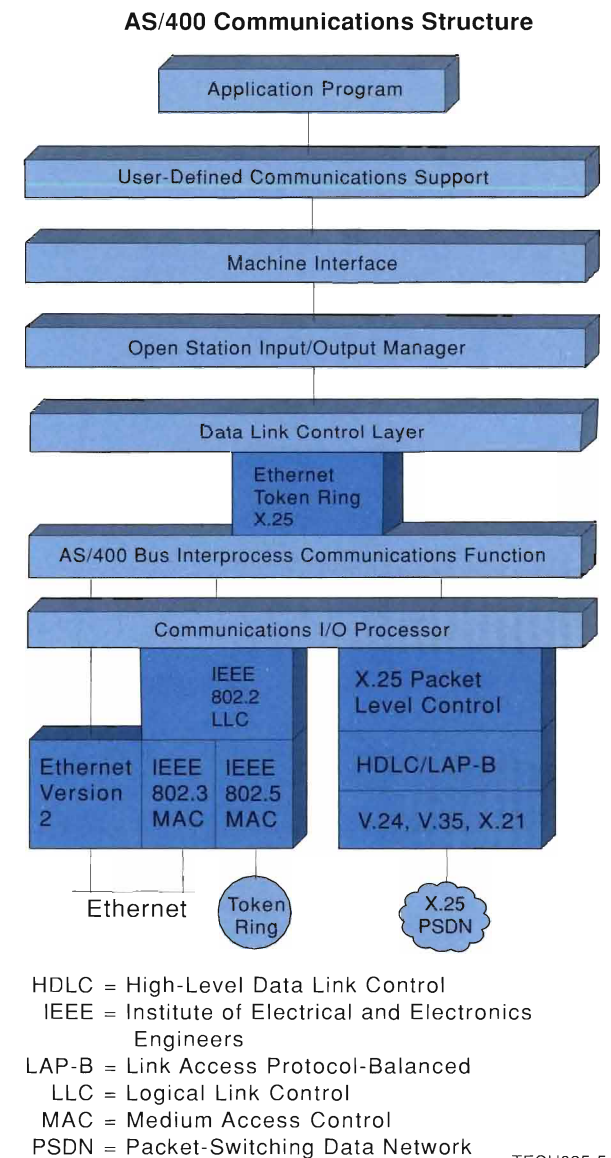 AS/400 Communications Structure
Application Program
User-Defined Communications Support
Machine Interface
Open Station Input/Output Manager
Data Link Control Layer
Ethernet
Token Ring
X.25
AS/400 Bus Interprocess Communications Function
Communications I/O Processor
IEEE
802.2
LLC
X.25 Packet
Level Control
Ethernet
Version
2
IEEE
802.3
MAC
IEEE
802.5
MAC
HDLC/LAP-B
V.24, V.35, X.21
Ethernet
Token
Ring
X.25
PSDN
HDLC = High-Level Data Link Control
IEEE = Institute of Electrical and Electronics
Engineers
LAP-B = Link Access Protocol-Balanced
LLC = Logical Link Control
MAC = Medium Access Control
PSDN = Packet-Switching Data Network